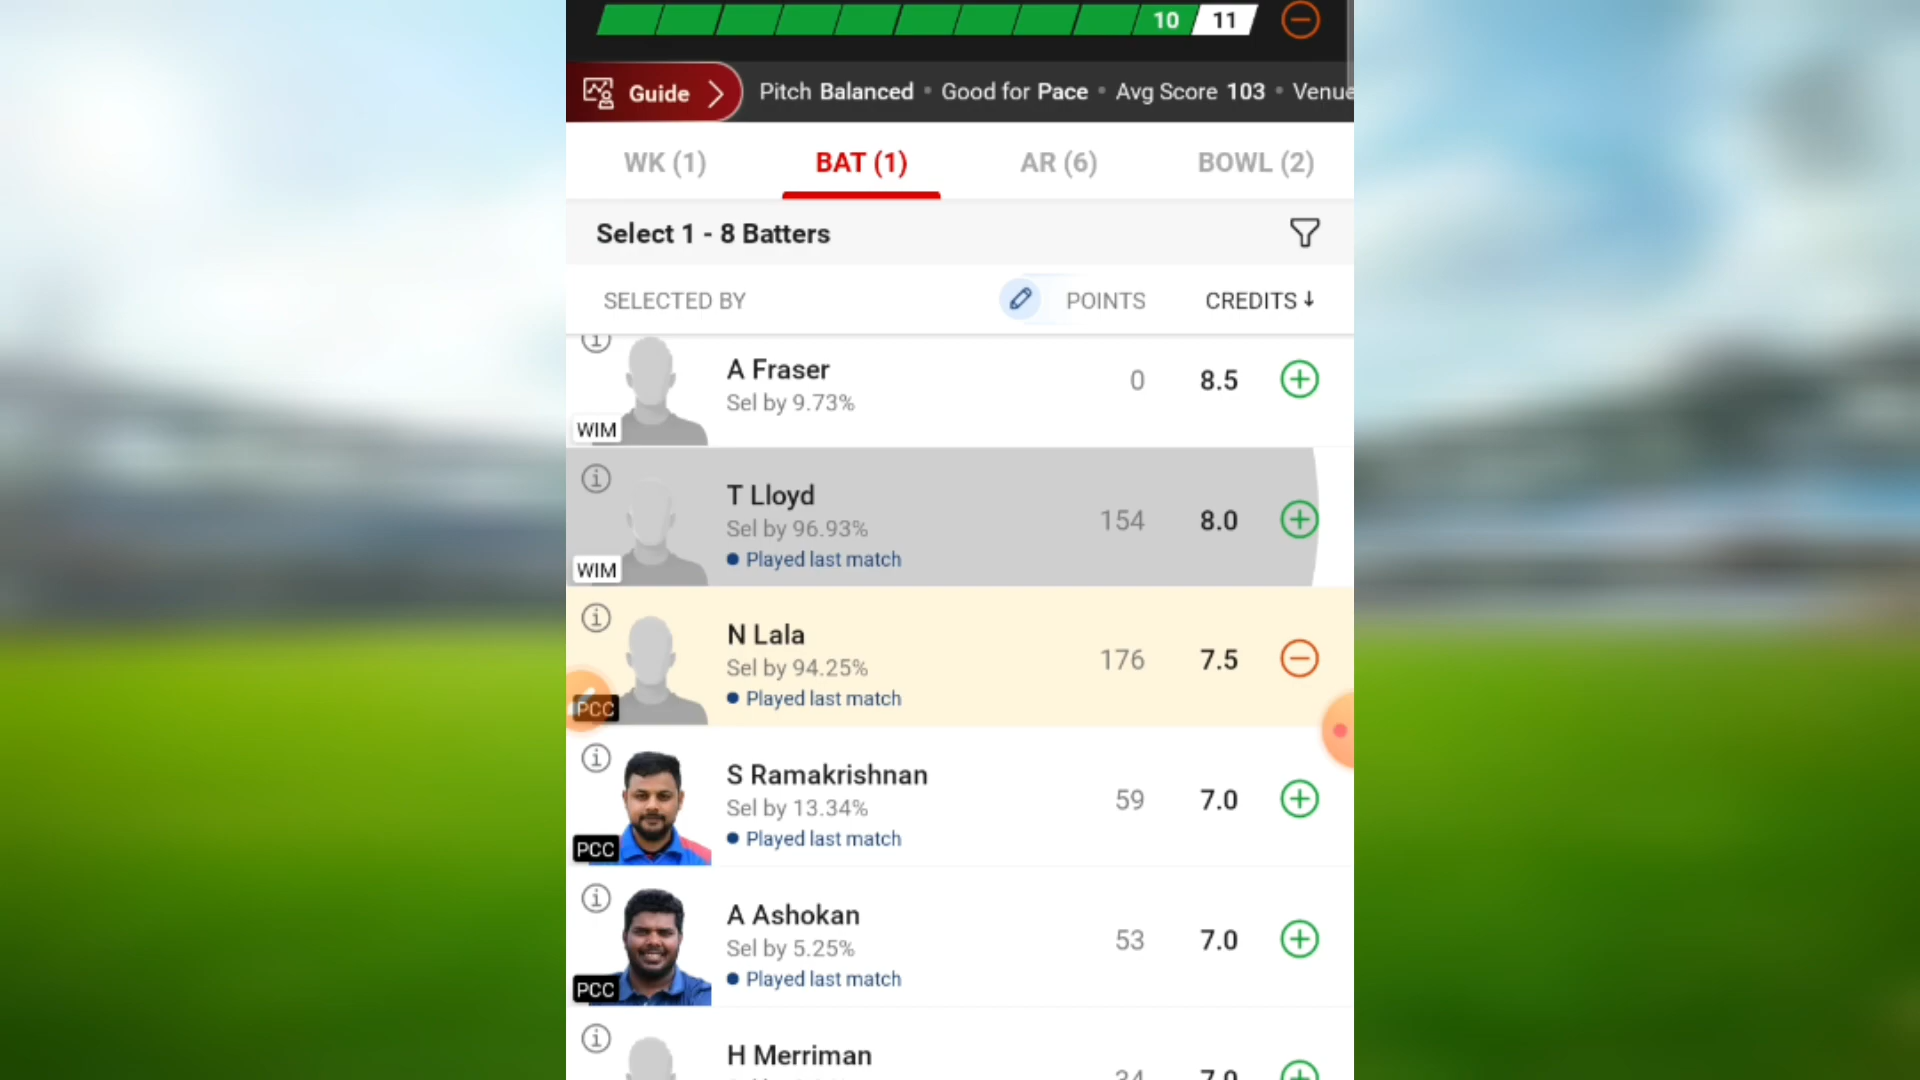 10 11
Guide Pitch Balanced • Good for Pace • Avg Score 103 • Venue
WK (1) BAT (1) AR (6) BOWL (2)
Select 1 - 8 Batters
SELECTED BY POINTS CREDITS ↓
A Fraser
Sel by 9.73%
0 8.5
WIM
T Lloyd
Sel by 96.93%
Played last match
154 8.0
WIM
N Lala
Sel by 94.25%
Played last match
176 7.5
PCC
S Ramakrishnan
Sel by 13.34%
Played last match
59 7.0
PCC
A Ashokan
Sel by 5.25%
Played last match
53 7.0
PCC
H Merriman
34 7.0